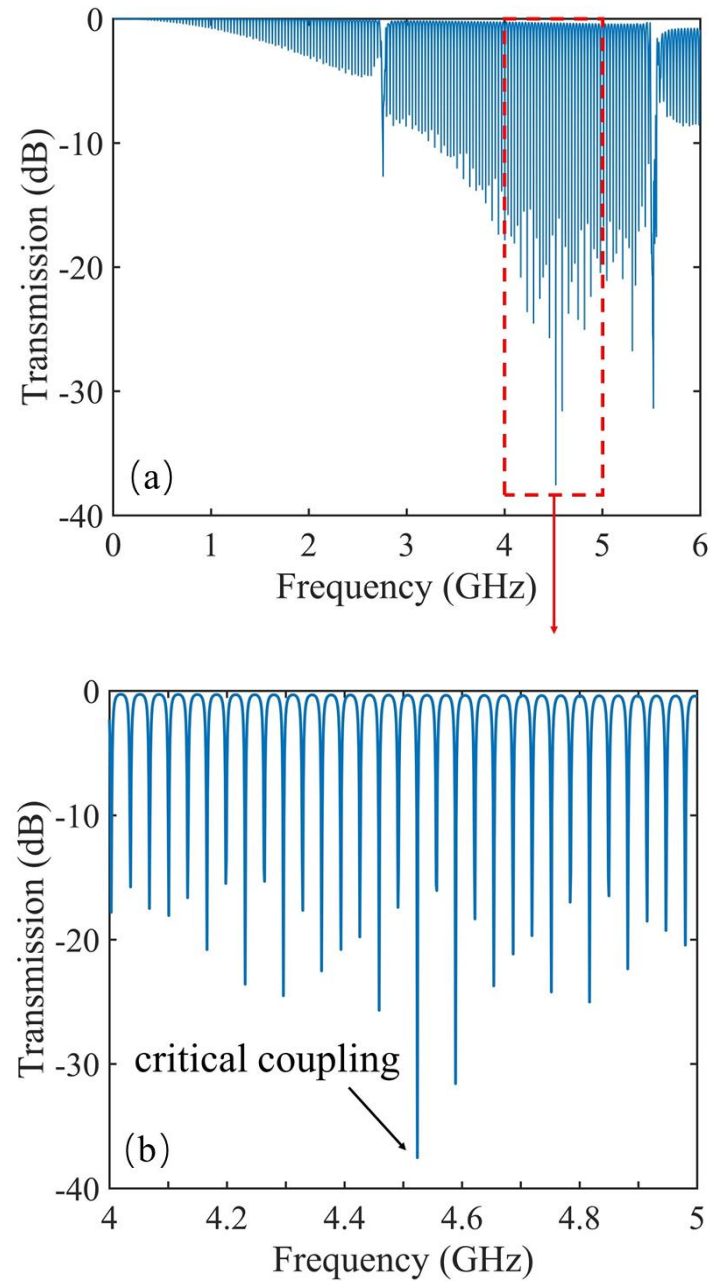 0
-10
-20
-30
-40
Transmission (dB)
(a)
0 1 2 3 4 5 6
Frequency (GHz)
0
-10
-20
-30
-40
Transmission (dB)
critical coupling
(b)
4 4.2 4.4 4.6 4.8 5
Frequency (GHz)